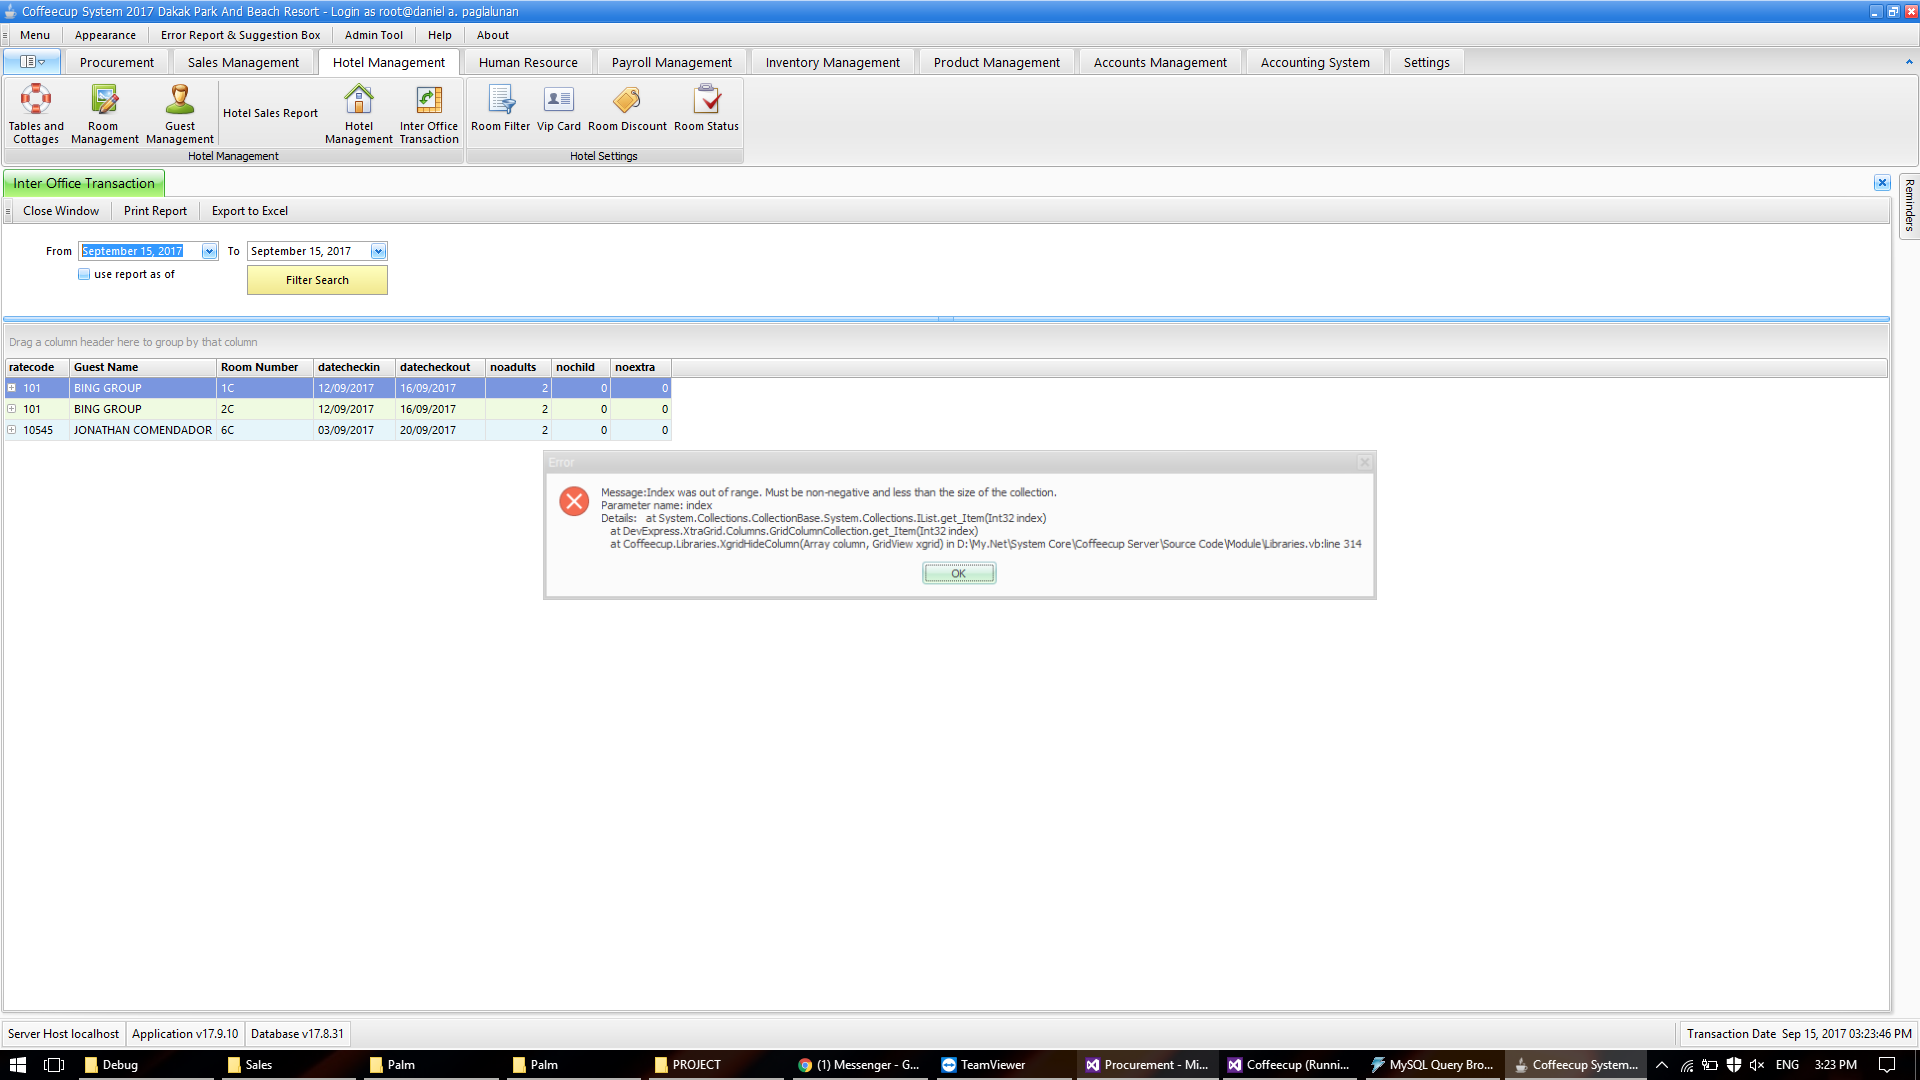 Coffeecup System 2017 Dakak Park And Beach Resort - Login as root@daniel a. paglalunan
Menu Appearance Error Report & Suggestion Box Admin Tool Help About
Procurement Sales Management Hotel Management Human Resource Payroll Management Inventory Management Product Management Accounts Management Accounting System Settings
Tables and Cottages Room Management Guest Management Hotel Sales Report Hotel Management Inter Office Transaction Room Filter Vip Card Room Discount Room Status
Hotel Management Hotel Settings
Inter Office Transaction
Reminders
Close Window Print Report Export to Excel
From September 15, 2017 To September 15, 2017
use report as of Filter Search
Drag a column header here to group by that column
ratecode Guest Name Room Number datecheckin datecheckout noadults nochild noextra
101 BING GROUP 1C 12/09/2017 16/09/2017 2 0 0
101 BING GROUP 2C 12/09/2017 16/09/2017 2 0 0
10545 JONATHAN COMENDADOR 6C 03/09/2017 20/09/2017 2 0 0
Error
Message:Index was out of range. Must be non-negative and less than the size of the collection.
Parameter name: index
Details: at System.Collections.CollectionBase.System.Collections.IList.get_Item(Int32 index)
at DevExpress.XtraGrid.Columns.GridColumnCollection.get_Item(Int32 index)
at Coffeecup.Libraries.XgridHideColumn(Array column, GridView xgrid) in D:\My.Net\System Core\Coffeecup Server\Source Code\Module\Libraries.vb:line 314
OK
Server Host localhost Application v17.9.10 Database v17.8.31 Transaction Date Sep 15, 2017 03:23:46 PM
Debug Sales Palm Palm PROJECT (1) Messenger - G... TeamViewer Procurement - Mi... Coffeecup (Runni... MySQL Query Bro... Coffeecup System... ENG 3:23 PM